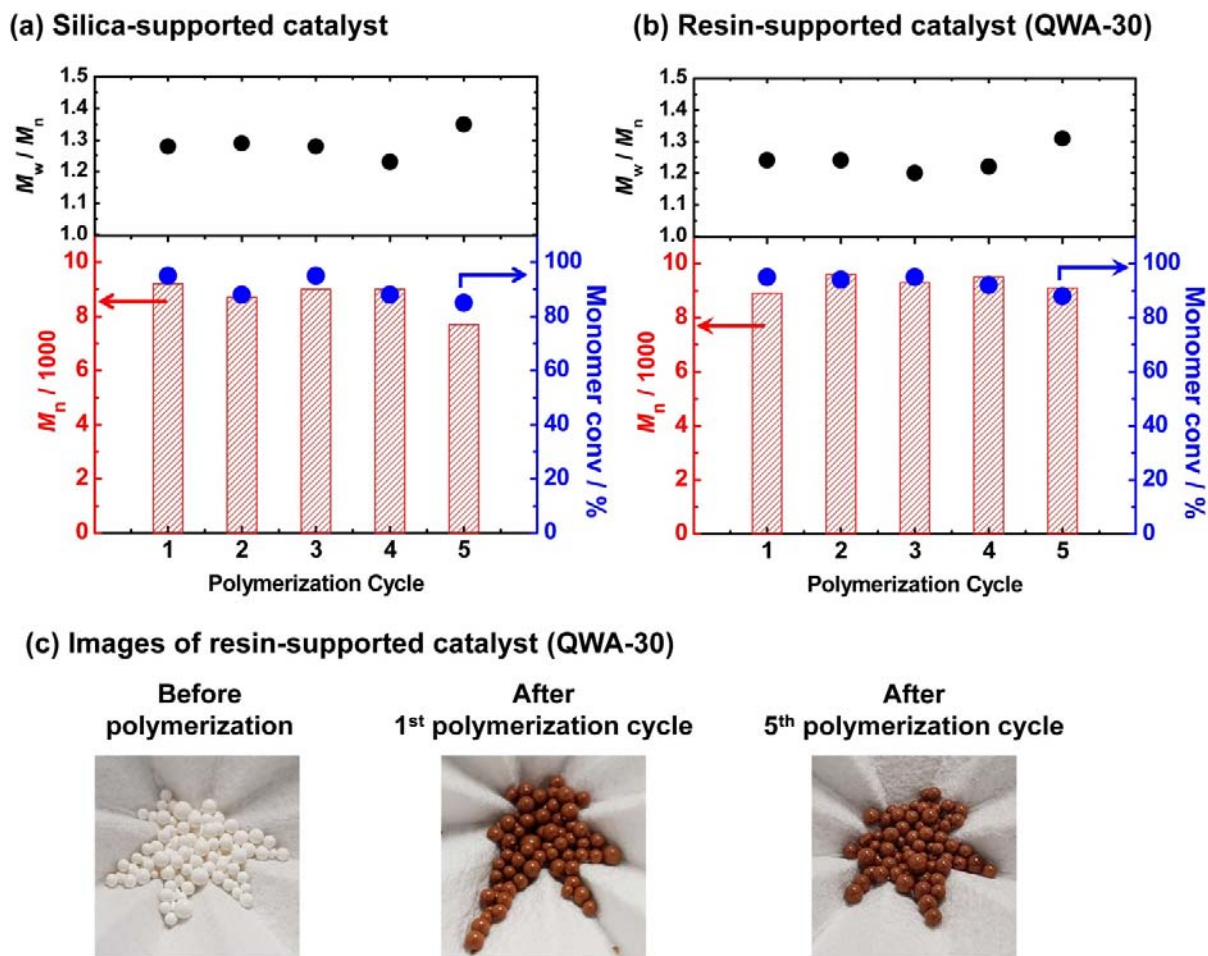 (a) Silica-supported catalyst
1.5
1.4
1.3
1.2
1.1
1.0
Mw / Mn
10
8
6
4
2
0
Mn / 1000
100
80
60
40
20
0
Monomer conv / %
1 2 3 4 5
Polymerization Cycle
(b) Resin-supported catalyst (QWA-30)
1.5
1.4
1.3
1.2
1.1
1.0
Mw / Mn
10
8
6
4
2
0
Mn / 1000
100
80
60
40
20
0
Monomer conv / %
1 2 3 4 5
Polymerization Cycle
(c) Images of resin-supported catalyst (QWA-30)
Before
polymerization
After
1st polymerization cycle
After
5th polymerization cycle